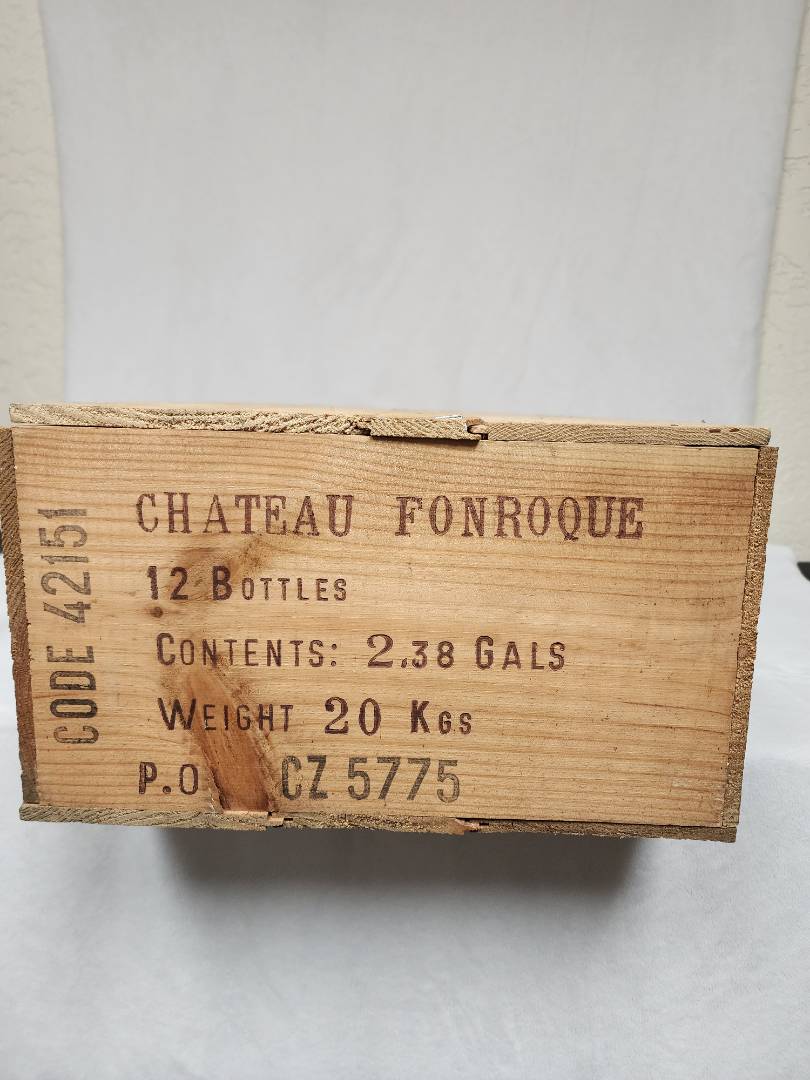 CHATEAU FONROQUE
12 BOTTLES
CONTENTS: 2.38 GALS
WEIGHT 20 KGS
P.O CZ 5775
CODE 42151